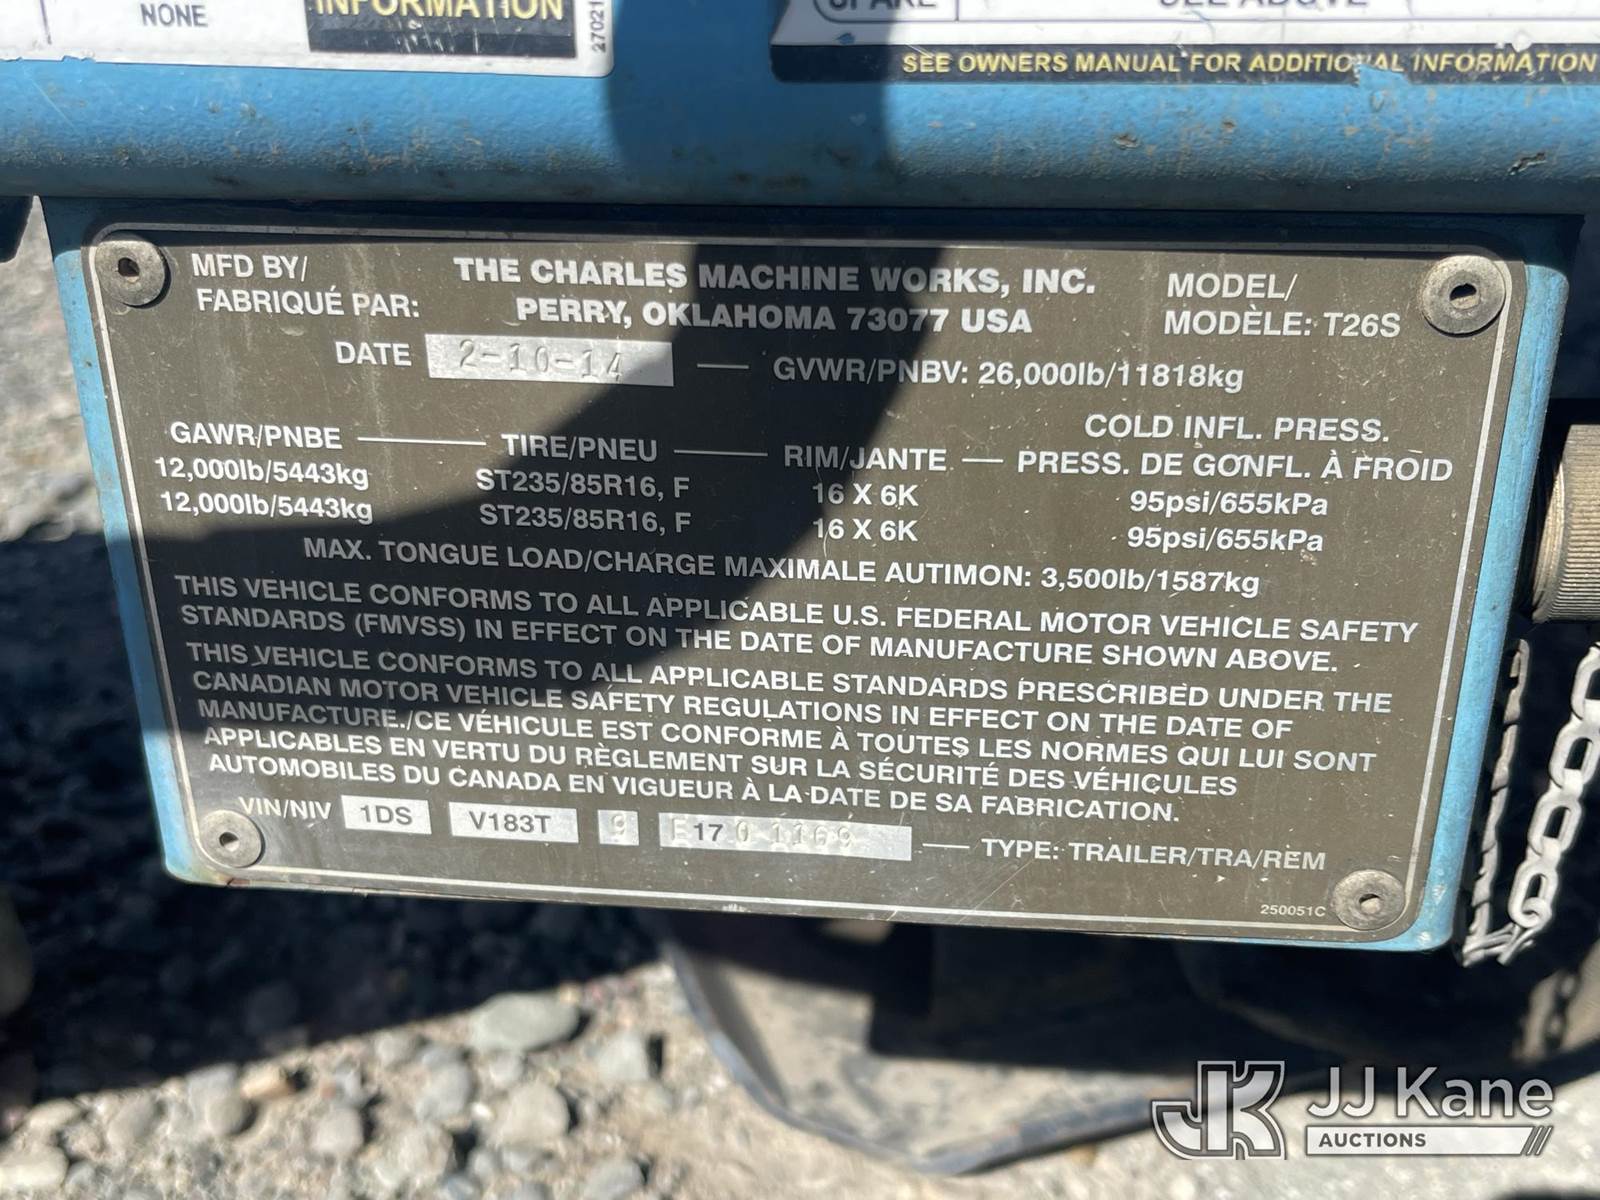 NONE
INFORMATION
27021
SPARE SEE ABOVE
SEE OWNERS MANUAL FOR ADDITIONAL INFORMATION
MFD BY/ THE CHARLES MACHINE WORKS, INC. MODEL/
FABRIQUÉ PAR: PERRY, OKLAHOMA 73077 USA MODÈLE: T26S
DATE 2-10-14 GVWR/PNBV: 26,000lb/11818kg
COLD INFL. PRESS.
GAWR/PNBE TIRE/PNEU RIM/JANTE PRESS. DE GONFL. À FROID
12,000lb/5443kg ST235/85R16, F 16 X 6K 95psi/655kPa
12,000lb/5443kg ST235/85R16, F 16 X 6K 95psi/655kPa
MAX. TONGUE LOAD/CHARGE MAXIMALE AUTIMON: 3,500lb/1587kg
THIS VEHICLE CONFORMS TO ALL APPLICABLE U.S. FEDERAL MOTOR VEHICLE SAFETY
STANDARDS (FMVSS) IN EFFECT ON THE DATE OF MANUFACTURE SHOWN ABOVE.
THIS VEHICLE CONFORMS TO ALL APPLICABLE STANDARDS PRESCRIBED UNDER THE
CANADIAN MOTOR VEHICLE SAFETY REGULATIONS IN EFFECT ON THE DATE OF
MANUFACTURE./CE VÉHICULE EST CONFORME À TOUTES LES NORMES QUI LUI SONT
APPLICABLES EN VERTU DU RÈGLEMENT SUR LA SÉCURITÉ DES VÉHICULES
AUTOMOBILES DU CANADA EN VIGUEUR À LA DATE DE SA FABRICATION.
VIN/NIV 1DS V183T 9 E17 0 1169 TYPE: TRAILER/TRA/REM
250051C
JK JJ Kane
AUCTIONS